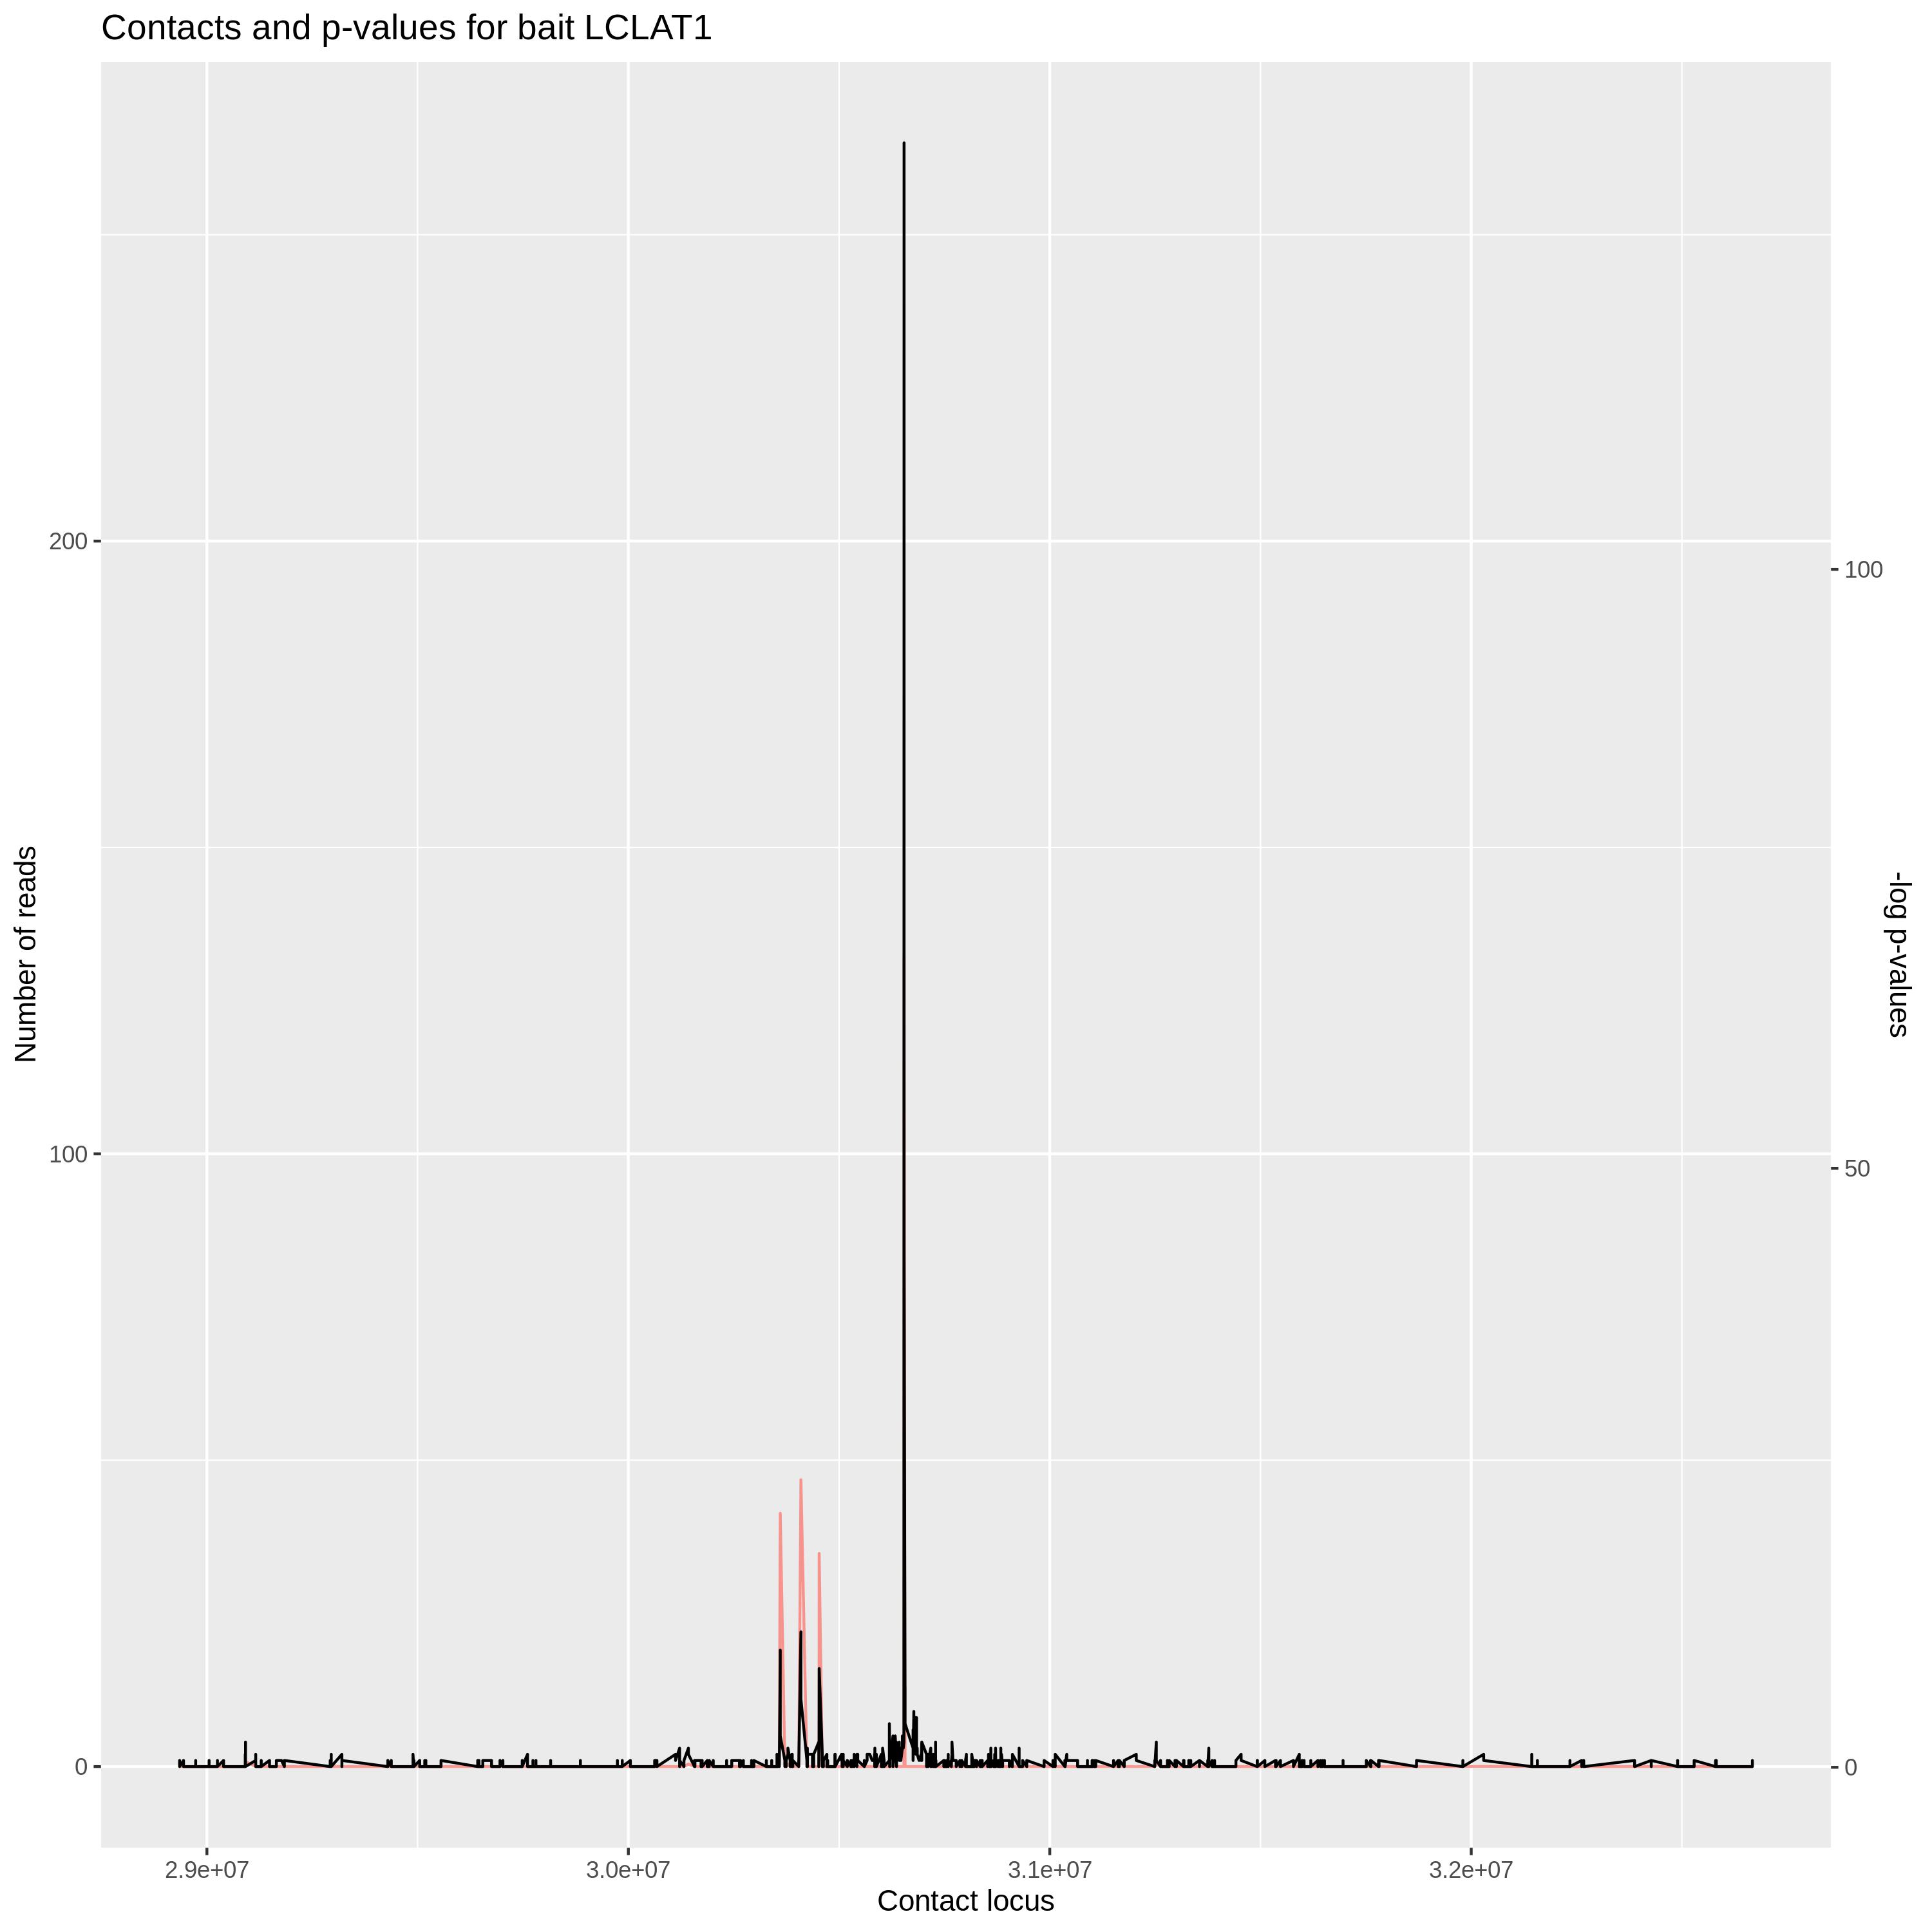 Contacts and p-values for bait LCLAT1
200
100
0
Number of reads
100
50
0
-log p-values
2.9e+07 3.0e+07 3.1e+07 3.2e+07
Contact locus